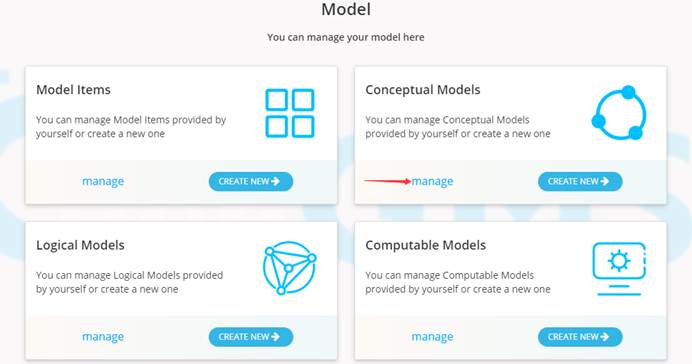 Model
You can manage your model here
Model Items
You can manage Model Items provided by
yourself or create a new one
manage
CREATE NEW
Conceptual Models
You can manage Conceptual Models
provided by yourself or create a new one
manage
CREATE NEW
Logical Models
You can manage Logical Models provided
by yourself or create a new one
manage
CREATE NEW
Computable Models
You can manage Computable Models
provided by yourself or create a new one
manage
CREATE NEW